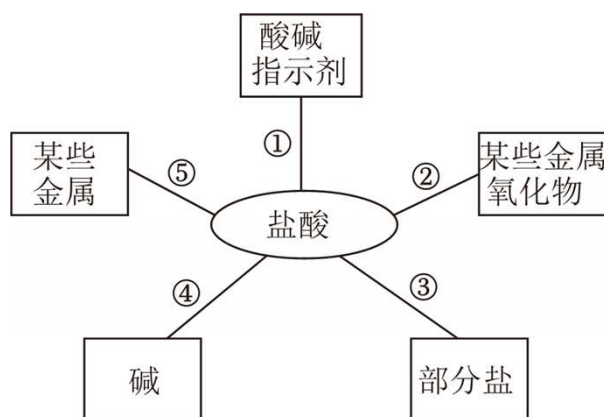 酸碱
指示剂
①
某些
金属
⑤
②
某些金属
氧化物
盐酸
④
③
碱
部分盐